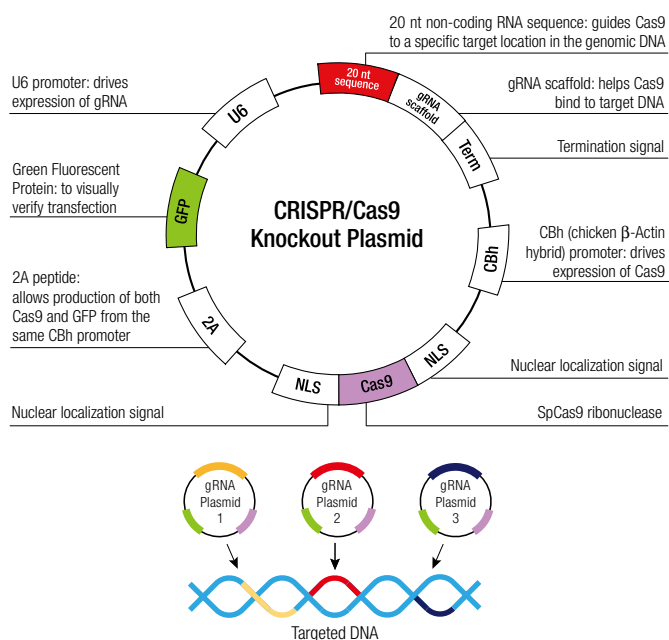 20 nt non-coding RNA sequence: guides Cas9
to a specific target location in the genomic DNA
U6 promoter: drives
expression of gRNA
20 nt
sequence
gRNA
scaffold
gRNA scaffold: helps Cas9
bind to target DNA
U6
Term
Termination signal
Green Fluorescent
Protein: to visually
verify transfection
GFP
CRISPR/Cas9
Knockout Plasmid
CBh
CBh (chicken β-Actin
hybrid) promoter: drives
expression of Cas9
2A peptide:
allows production of both
Cas9 and GFP from the
same CBh promoter
2A
NLS
Cas9
NLS
Nuclear localization signal
Nuclear localization signal
SpCas9 ribonuclease
gRNA
Plasmid
1
gRNA
Plasmid
2
gRNA
Plasmid
3
Targeted DNA